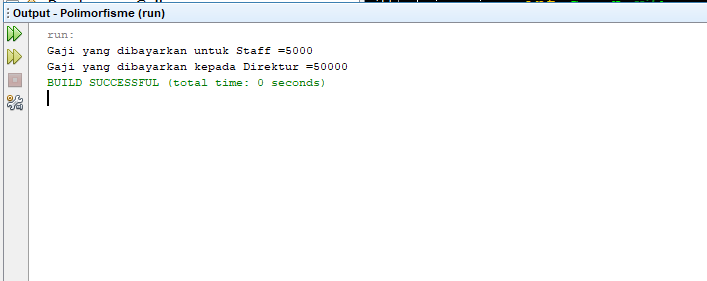 Output - Polimorfisme (run)
run:
Gaji yang dibayarkan untuk Staff =5000
Gaji yang dibayarkan kepada Direktur =50000
BUILD SUCCESSFUL (total time: 0 seconds)